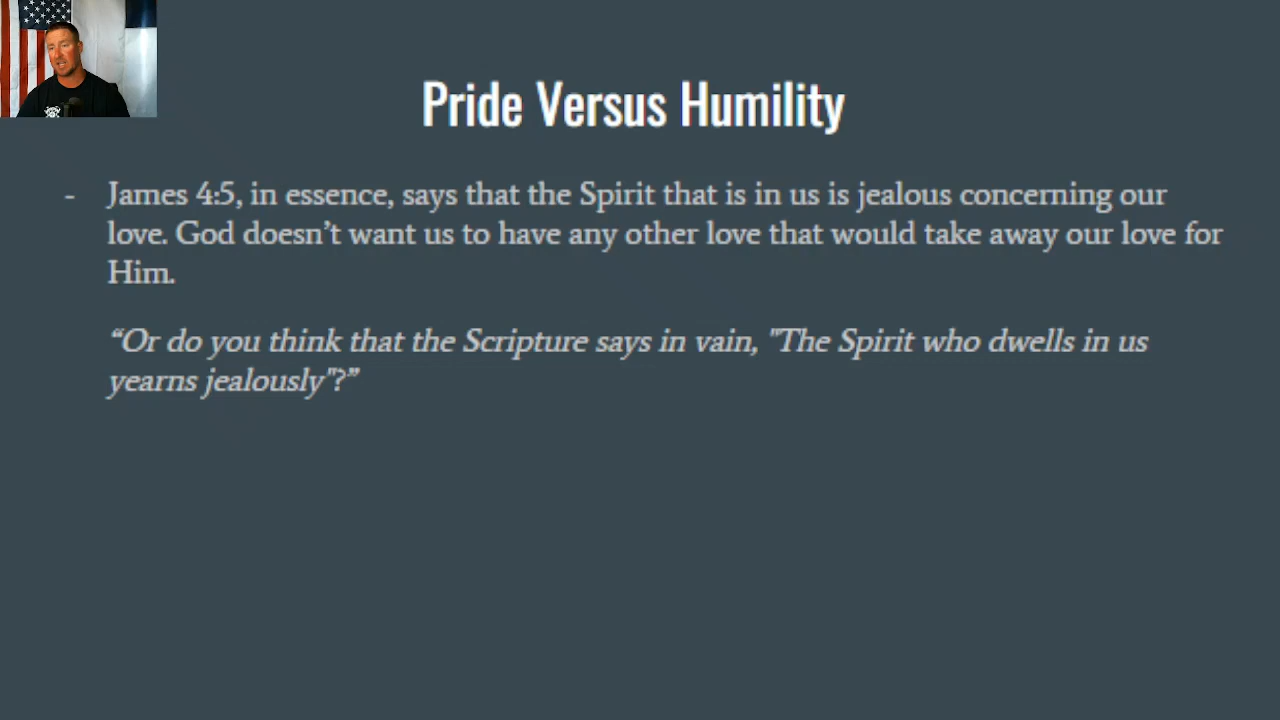 Pride Versus Humility
- James 4:5, in essence, says that the Spirit that is in us is jealous concerning our
love. God doesn’t want us to have any other love that would take away our love for
Him.
“Or do you think that the Scripture says in vain, "The Spirit who dwells in us
yearns jealously"?”